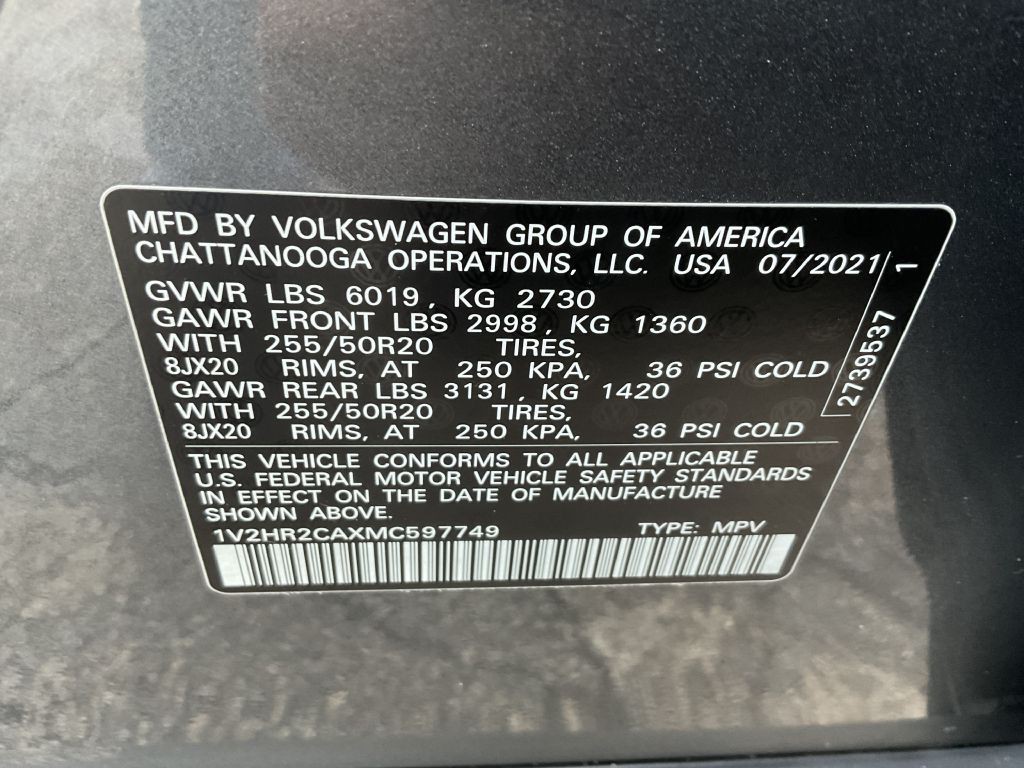 MFD BY VOLKSWAGEN GROUP OF AMERICA
CHATTANOOGA OPERATIONS, LLC. USA 07/2021
GVWR LBS 6019, KG 2730
GAWR FRONT LBS 2998, KG 1360
WITH 255/50R20 TIRES,
8JX20 RIMS, AT 250 KPA, 36 PSI COLD
GAWR REAR LBS 3131, KG 1420
WITH 255/50R20 TIRES,
8JX20 RIMS, AT 250 KPA, 36 PSI COLD
2739537 1
THIS VEHICLE CONFORMS TO ALL APPLICABLE
U.S. FEDERAL MOTOR VEHICLE SAFETY STANDARDS
IN EFFECT ON THE DATE OF MANUFACTURE
SHOWN ABOVE.
1V2HR2CAXMC597749 TYPE: MPV